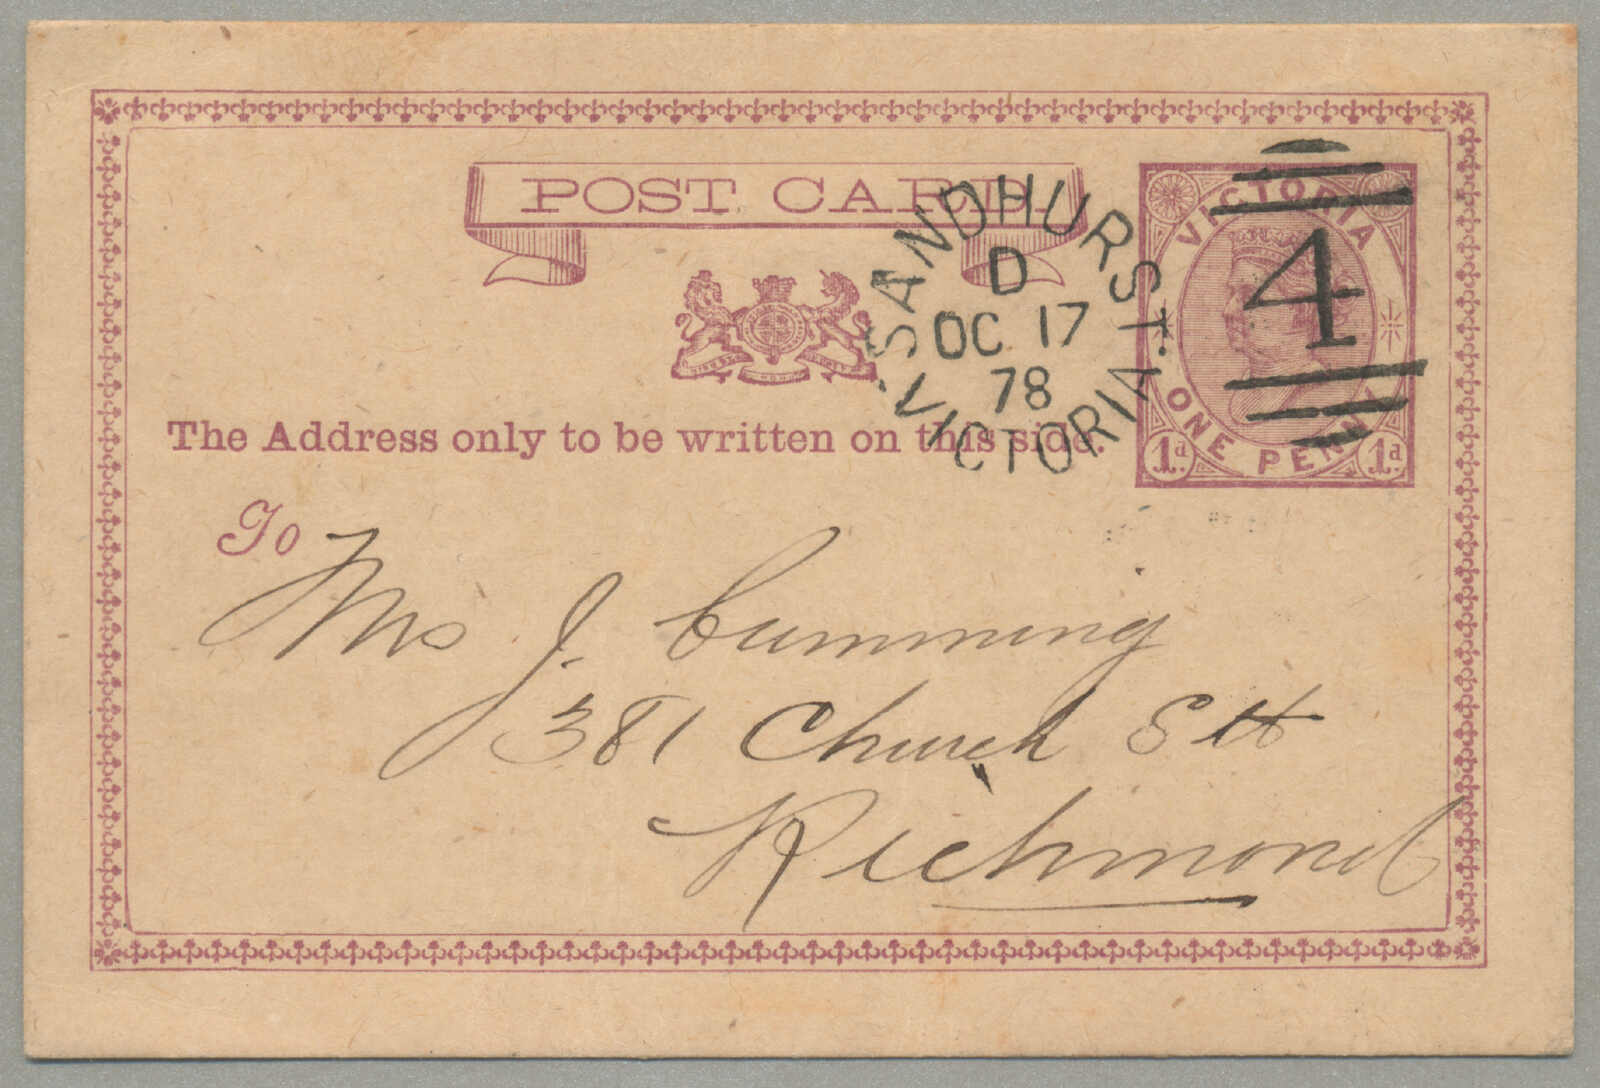 POST CARD.
VICTORIA
ONE PENNY
1d. 1d.
SANDHURST. VICTORIA.
D
OC 17
78
4
The Address only to be written on this side.
To
Mrs J. Cumming
381 Church Stt
Richmond